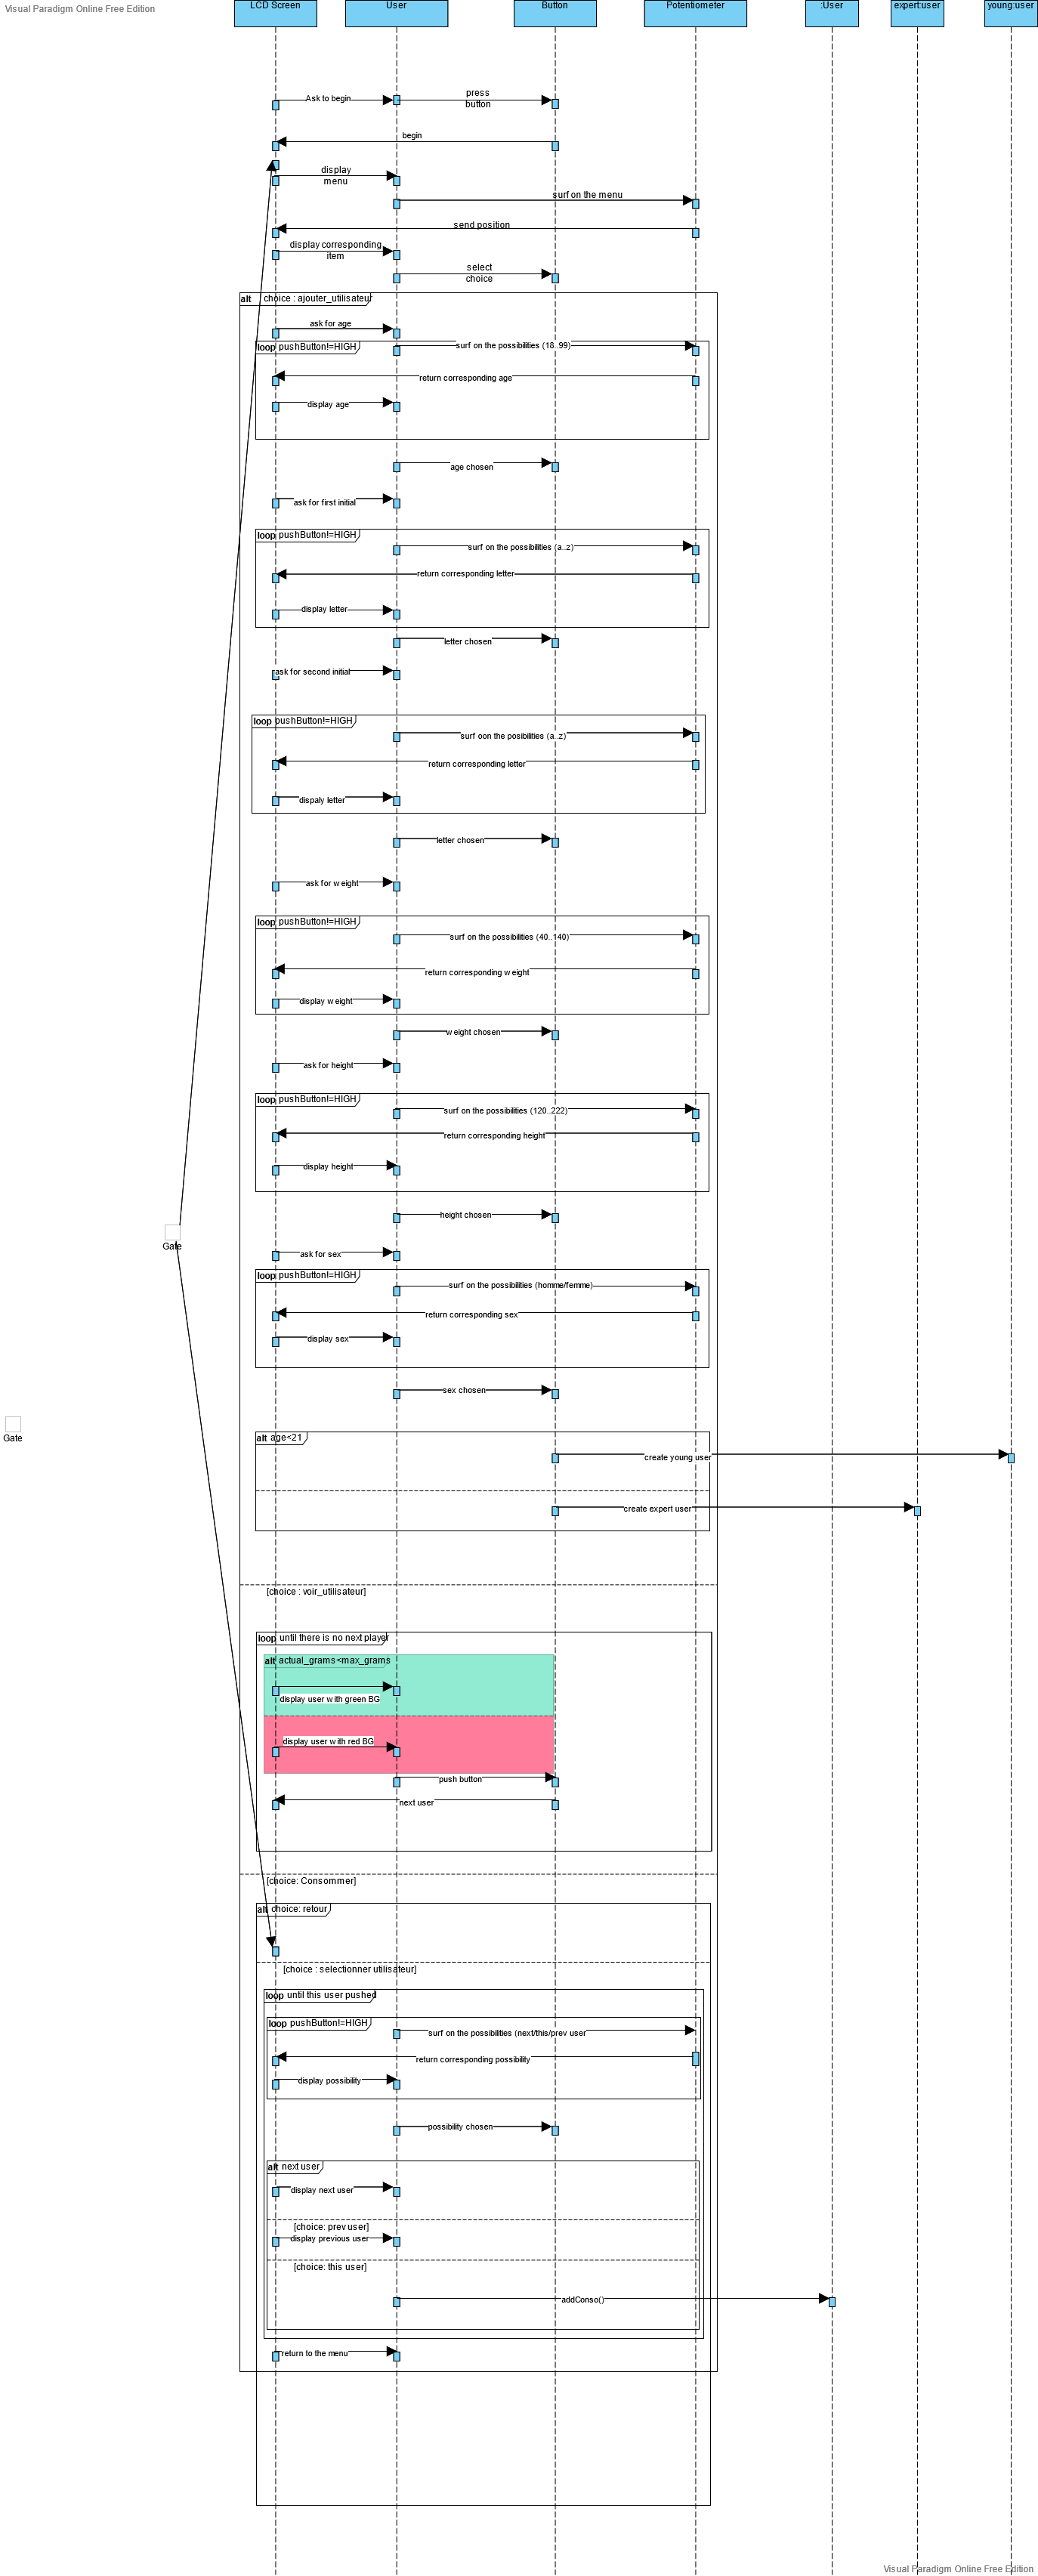 Visual Paradigm Online Free Edition
LCD Screen
User
Button
Potentiometer
:User
expert:user
young:user
Ask to begin
press
button
begin
display
menu
surf on the menu
send position
display corresponding
item
select
choice
alt choice : ajouter_utilisateur
ask for age
loop pushButton!=HIGH
surf on the possibilities (18..99)
return corresponding age
display age
age chosen
ask for first initial
loop pushButton!=HIGH
surf on the possibilities (a..z)
return corresponding letter
display letter
letter chosen
ask for second initial
loop pushButton!=HIGH
surf oon the posibilities (a..z)
return corresponding letter
dispaly letter
letter chosen
ask for weight
loop pushButton!=HIGH
surf on the possibilities (40..140)
return corresponding weight
display weight
weight chosen
ask for height
loop pushButton!=HIGH
surf on the possibilities (120..222)
return corresponding height
display height
height chosen
Gate
ask for sex
loop pushButton!=HIGH
surf on the possibilities (homme/femme)
return corresponding sex
display sex
sex chosen
Gate
alt age<21
create young user
create expert user
[choice : voir_utilisateur]
loop until there is no next player
alt actual_grams<max_grams
display user with green BG
display user with red BG
push button
next user
[choice: Consommer]
alt choice: retour
[choice : selectionner utilisateur]
loop until this user pushed
loop pushButton!=HIGH
surf on the possibilities (next/this/prev user
return corresponding possibility
display possibility
possibility chosen
alt next user
display next user
[choice: prev user]
display previous user
[choice: this user]
addConso()
return to the menu
Visual Paradigm Online Free Edition